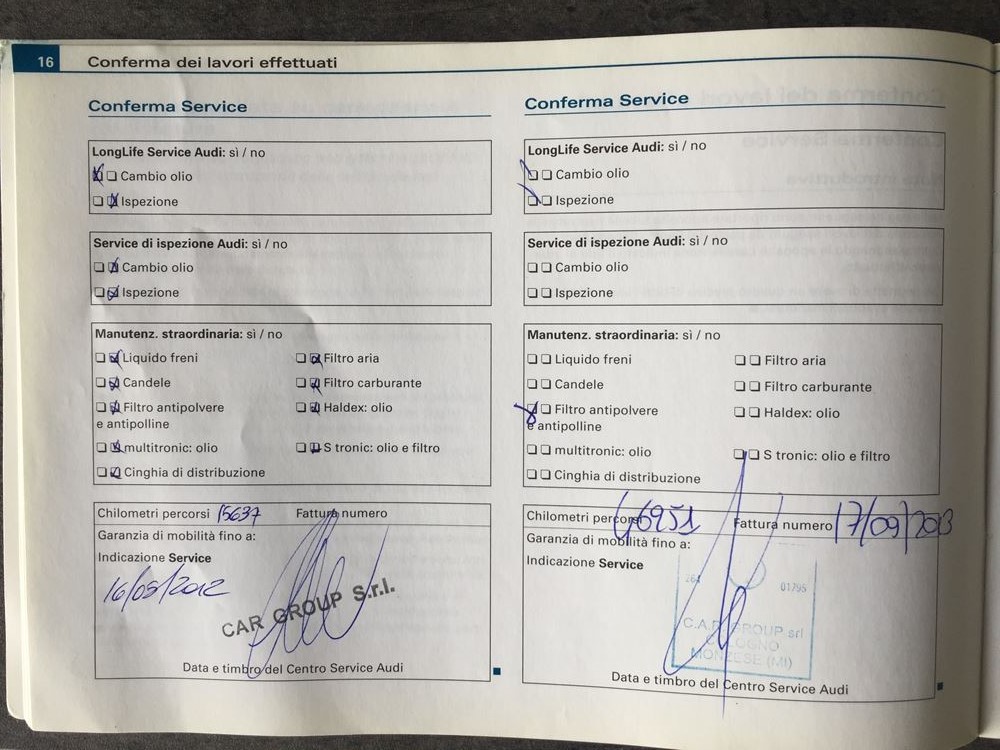 16 Conferma dei lavori effettuati
Conferma Service
LongLife Service Audi: sì / no
Cambio olio
Ispezione
Service di ispezione Audi: sì / no
Cambio olio
Ispezione
Manutenz. straordinaria: sì / no
Liquido freni
Filtro aria
Candele
Filtro carburante
Filtro antipolvere
e antipolline
Haldex: olio
multitronic: olio
S tronic: olio e filtro
Cinghia di distribuzione
Chilometri percorsi 15637 Fattura numero
Garanzia di mobilità fino a:
Indicazione Service
16/05/2012
CAR GROUP S.r.l.
Data e timbro del Centro Service Audi
Conferma Service
LongLife Service Audi: sì / no
Cambio olio
Ispezione
Service di ispezione Audi: sì / no
Cambio olio
Ispezione
Manutenz. straordinaria: sì / no
Liquido freni
Filtro aria
Candele
Filtro carburante
Filtro antipolvere
e antipolline
Haldex: olio
multitronic: olio
S tronic: olio e filtro
Cinghia di distribuzione
Chilometri percorsi 46951 Fattura numero 17/09/2013
Garanzia di mobilità fino a:
Indicazione Service
264 01795
C.A.R. GROUP srl
COLOGNO
MONZESE (MI)
Data e timbro del Centro Service Audi